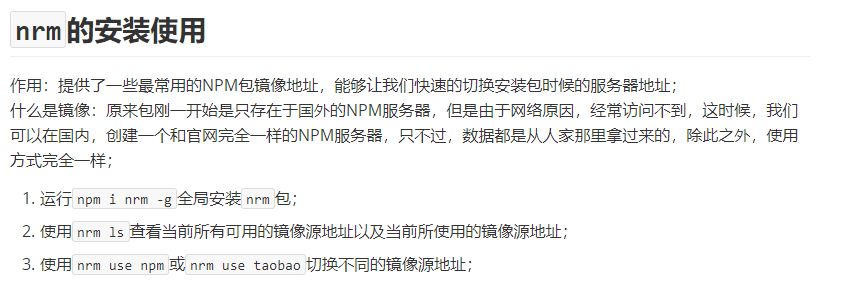 nrm的安装使用
作用：提供了一些最常用的NPM包镜像地址，能够让我们快速的切换安装包时候的服务器地址；
什么是镜像：原来包刚一开始是只存在于国外的NPM服务器，但是由于网络原因，经常访问不到，这时候，我们
可以在国内，创建一个和官网完全一样的NPM服务器，只不过，数据都是从人家那里拿过来的，除此之外，使用
方式完全一样；
1. 运行npm i nrm -g全局安装nrm包；
2. 使用nrm ls查看当前所有可用的镜像源地址以及当前所使用的镜像源地址；
3. 使用nrm use npm或nrm use taobao切换不同的镜像源地址；